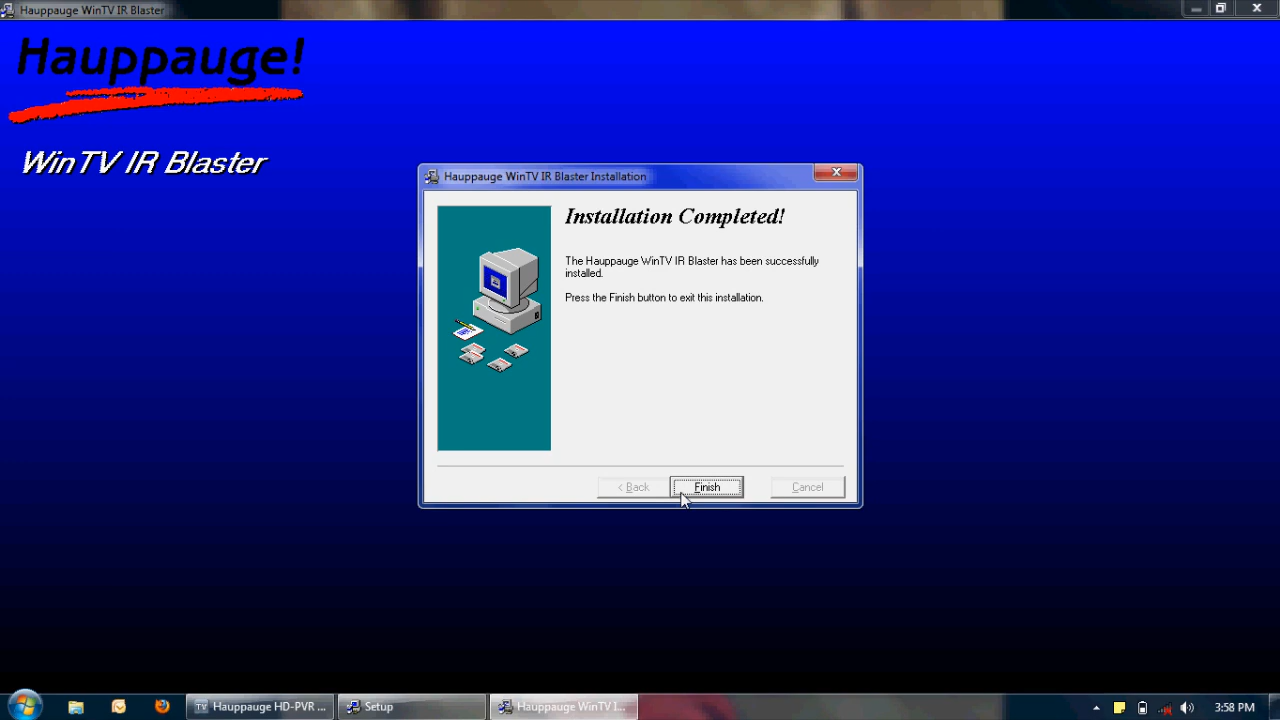 Hauppauge WinTV IR Blaster
Hauppauge!
WinTV IR Blaster
Hauppauge WinTV IR Blaster Installation
Installation Completed!
The Hauppauge WinTV IR Blaster has been successfully
installed.
Press the Finish button to exit this installation.
< Back
Finish
Cancel
TV Hauppauge HD-PVR ...
Setup
Hauppauge WinTV I...
3:58 PM